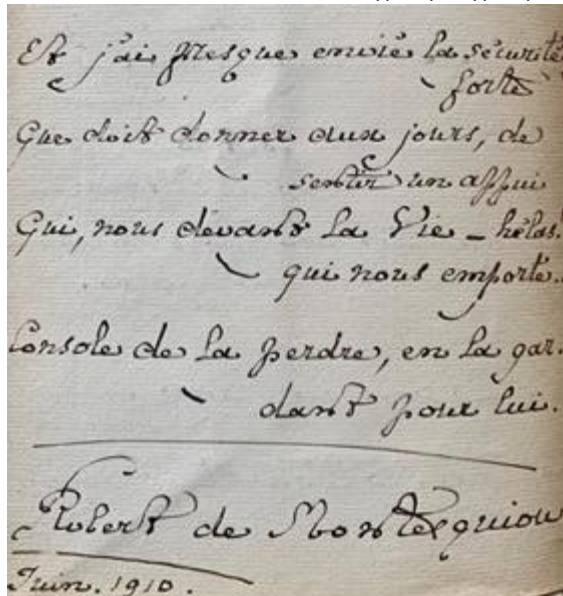 Et j'ai presque envié la sécurité
forte
Que doit donner aux jours, de
sentir un appui
Qui, nous devant la Vie _ hélas!
qui nous emporte.
Console de la perdre, en la gar-
dant pour lui.
Robert de Montesquiou
Juin. 1910.